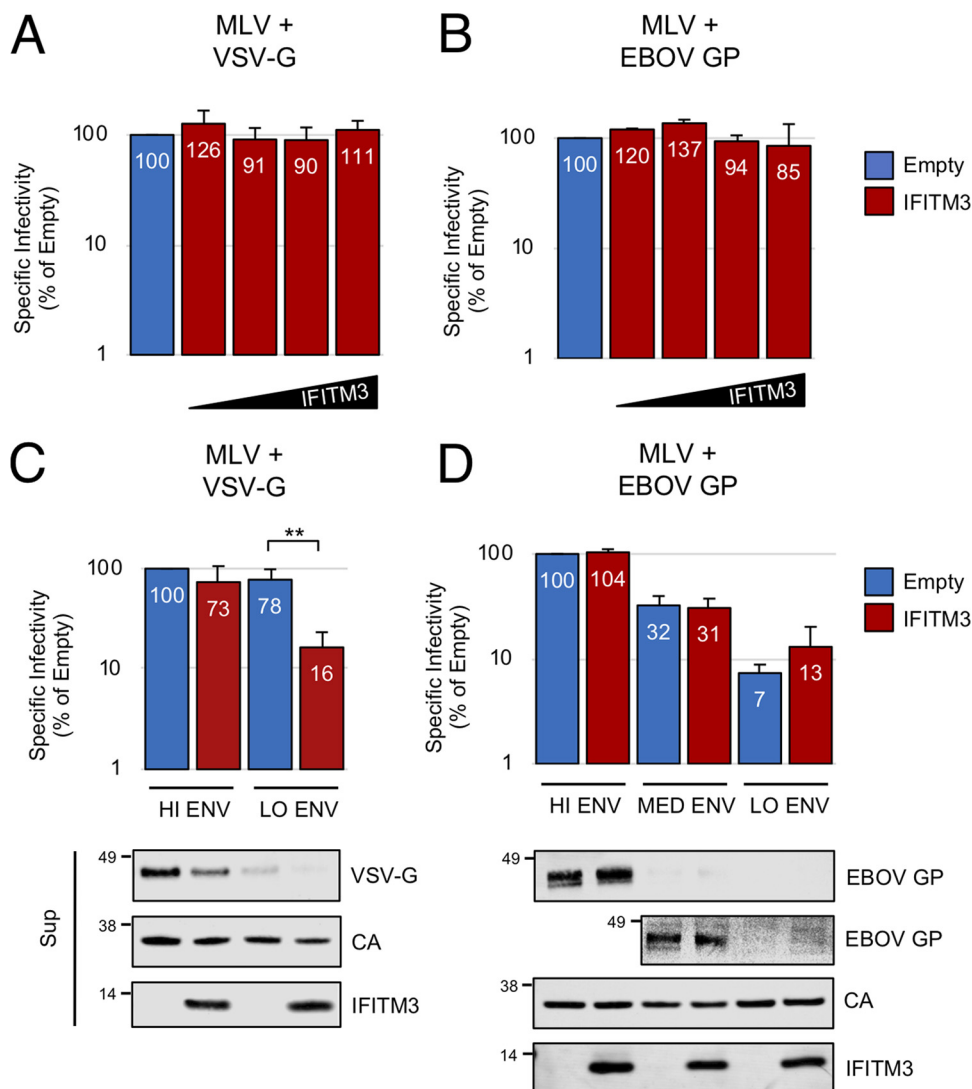 A
MLV +
VSV-G
Specific Infectivity
(% of Empty)
100
10
1
100
126
91
90
111
IFITM3
B
MLV +
EBOV GP
Specific Infectivity
(% of Empty)
100
10
1
100
120
137
94
85
IFITM3
Empty
IFITM3
C
MLV +
VSV-G
**
Specific Infectivity
(% of Empty)
100
10
1
100
73
78
16
HI ENV
LO ENV
Sup
49
VSV-G
38
CA
14
IFITM3
D
MLV +
EBOV GP
Specific Infectivity
(% of Empty)
100
10
1
100
104
32
31
7
13
Empty
IFITM3
HI ENV
MED ENV
LO ENV
49
EBOV GP
49
EBOV GP
38
CA
14
IFITM3